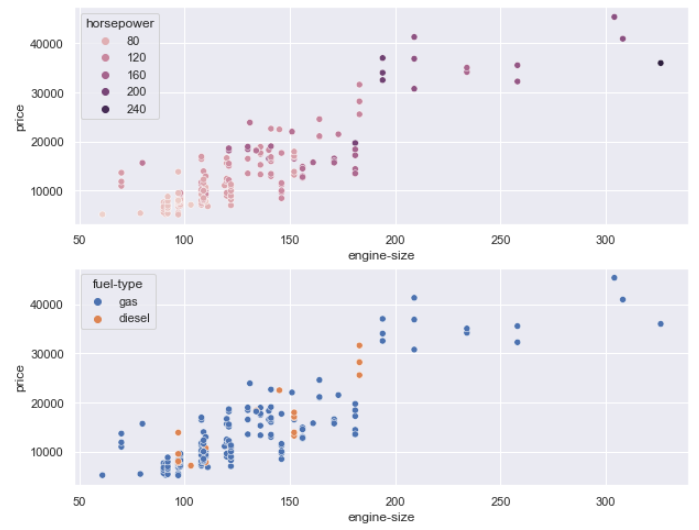 horsepower
80
120
160
200
240
40000
30000
20000
10000
price
50 100 150 200 250 300
engine-size
fuel-type
gas
diesel
40000
30000
20000
10000
price
50 100 150 200 250 300
engine-size